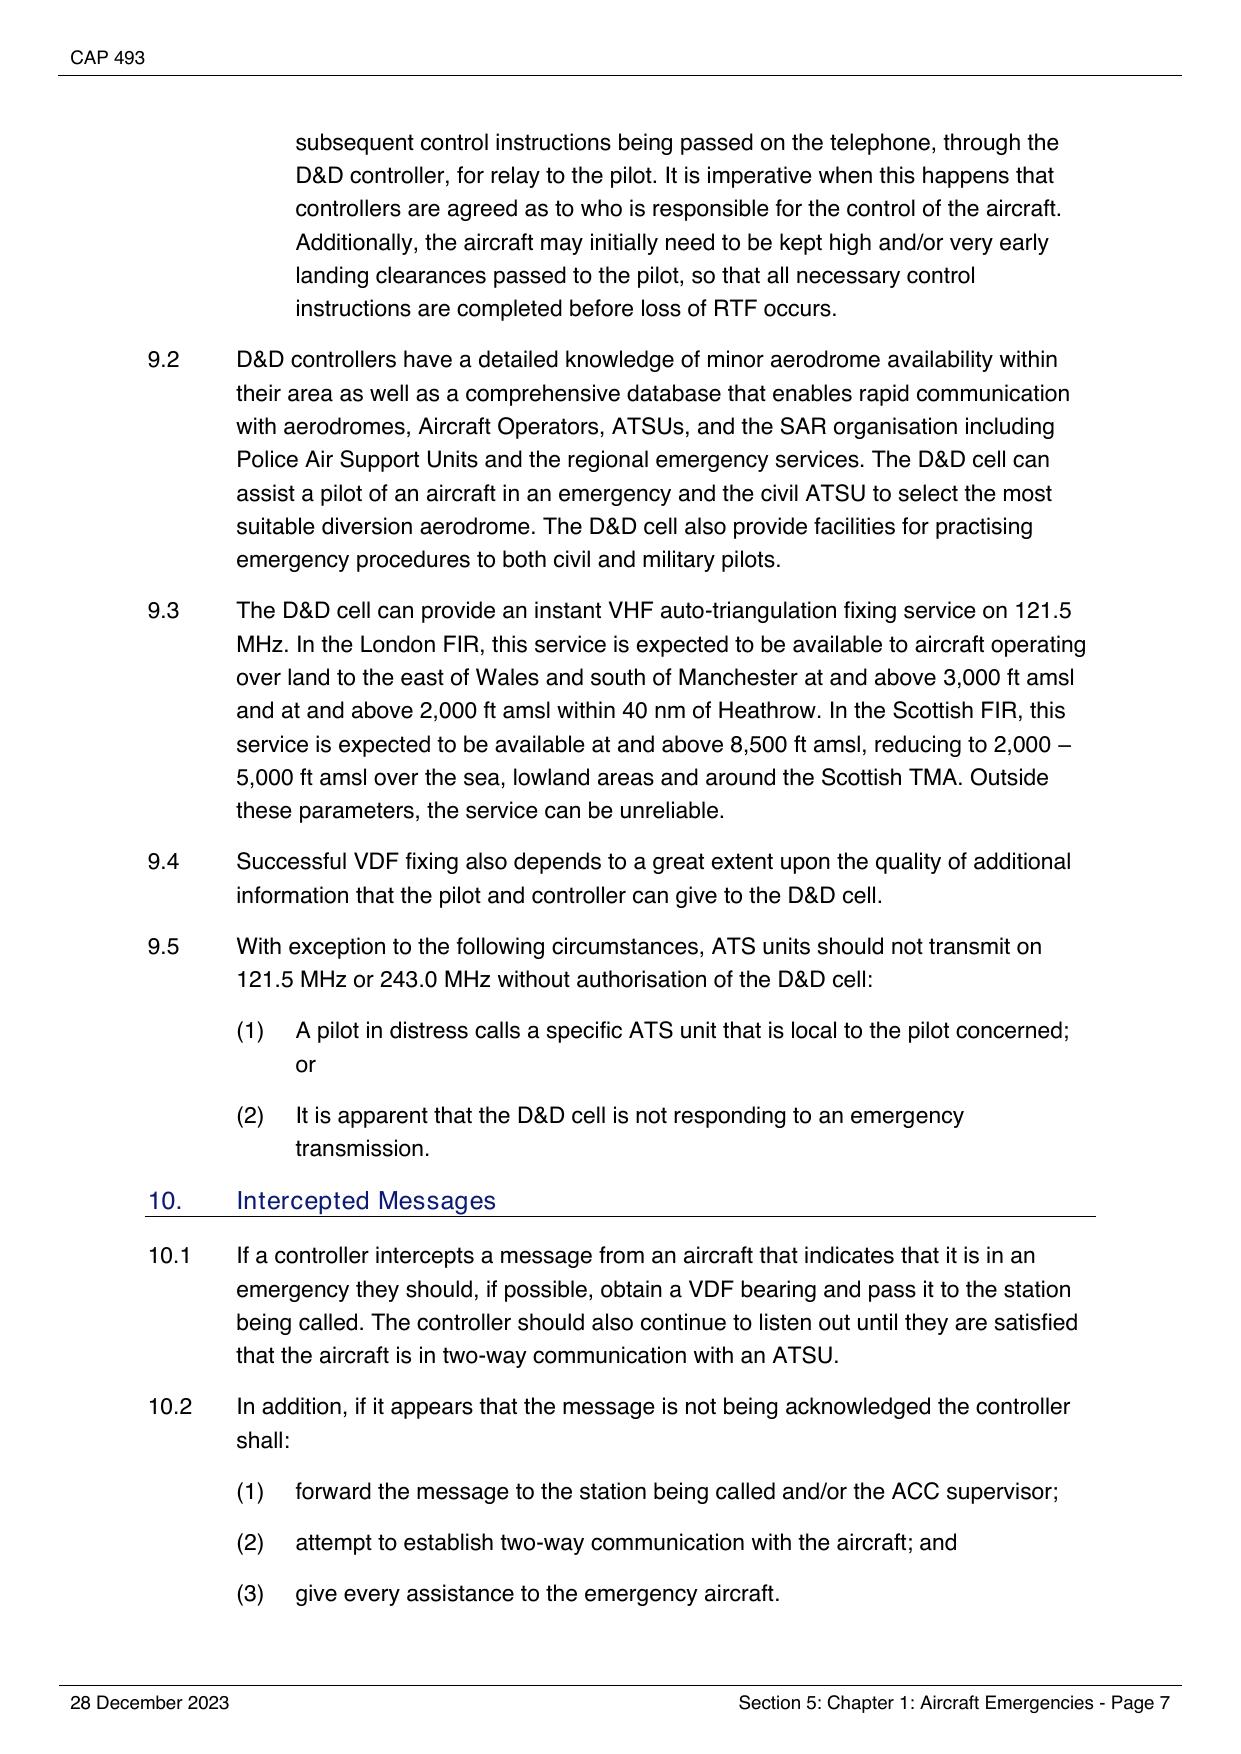 CAP 493
subsequent control instructions being passed on the telephone, through the
D&D controller, for relay to the pilot. It is imperative when this happens that
controllers are agreed as to who is responsible for the control of the aircraft.
Additionally, the aircraft may initially need to be kept high and/or very early
landing clearances passed to the pilot, so that all necessary control
instructions are completed before loss of RTF occurs.
9.2 D&D controllers have a detailed knowledge of minor aerodrome availability within
their area as well as a comprehensive database that enables rapid communication
with aerodromes, Aircraft Operators, ATSUs, and the SAR organisation including
Police Air Support Units and the regional emergency services. The D&D cell can
assist a pilot of an aircraft in an emergency and the civil ATSU to select the most
suitable diversion aerodrome. The D&D cell also provide facilities for practising
emergency procedures to both civil and military pilots.
9.3 The D&D cell can provide an instant VHF auto-triangulation fixing service on 121.5
MHz. In the London FIR, this service is expected to be available to aircraft operating
over land to the east of Wales and south of Manchester at and above 3,000 ft amsl
and at and above 2,000 ft amsl within 40 nm of Heathrow. In the Scottish FIR, this
service is expected to be available at and above 8,500 ft amsl, reducing to 2,000 –
5,000 ft amsl over the sea, lowland areas and around the Scottish TMA. Outside
these parameters, the service can be unreliable.
9.4 Successful VDF fixing also depends to a great extent upon the quality of additional
information that the pilot and controller can give to the D&D cell.
9.5 With exception to the following circumstances, ATS units should not transmit on
121.5 MHz or 243.0 MHz without authorisation of the D&D cell:
(1) A pilot in distress calls a specific ATS unit that is local to the pilot concerned;
or
(2) It is apparent that the D&D cell is not responding to an emergency
transmission.
10. Intercepted Messages
10.1 If a controller intercepts a message from an aircraft that indicates that it is in an
emergency they should, if possible, obtain a VDF bearing and pass it to the station
being called. The controller should also continue to listen out until they are satisfied
that the aircraft is in two-way communication with an ATSU.
10.2 In addition, if it appears that the message is not being acknowledged the controller
shall:
(1) forward the message to the station being called and/or the ACC supervisor;
(2) attempt to establish two-way communication with the aircraft; and
(3) give every assistance to the emergency aircraft.
28 December 2023 Section 5: Chapter 1: Aircraft Emergencies - Page 7